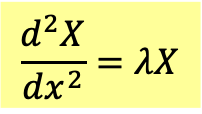 d²X/dx² = λX